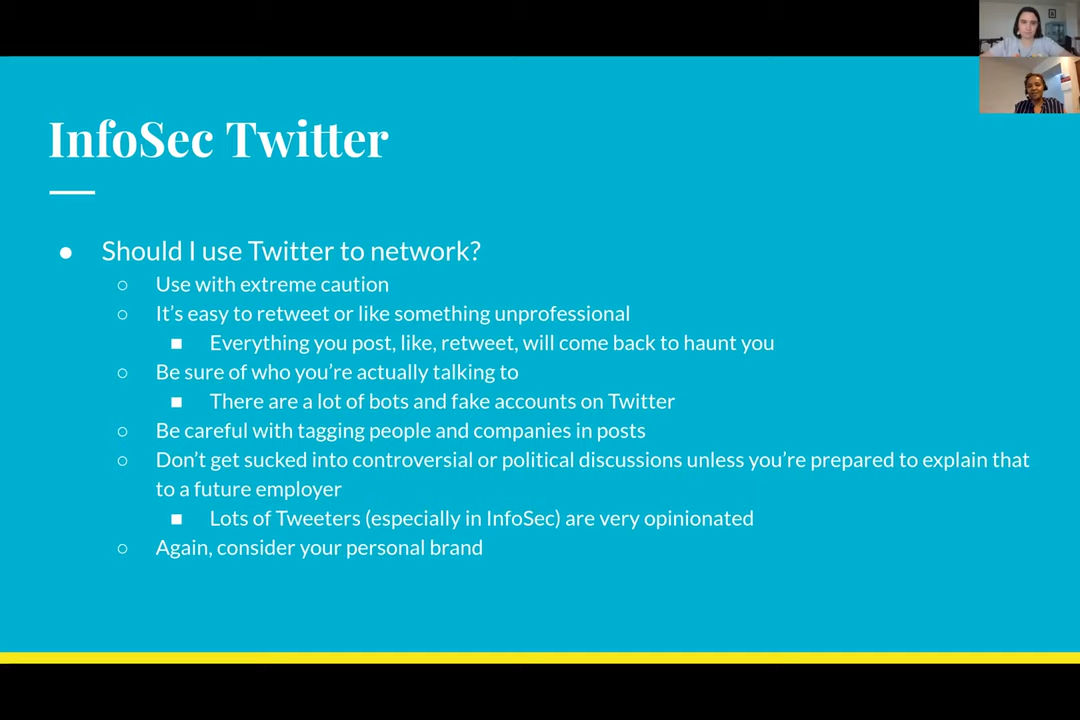 InfoSec Twitter
● Should I use Twitter to network?
○ Use with extreme caution
○ It's easy to retweet or like something unprofessional
■ Everything you post, like, retweet, will come back to haunt you
○ Be sure of who you're actually talking to
■ There are a lot of bots and fake accounts on Twitter
○ Be careful with tagging people and companies in posts
○ Don't get sucked into controversial or political discussions unless you're prepared to explain that
to a future employer
■ Lots of Tweeters (especially in InfoSec) are very opinionated
○ Again, consider your personal brand